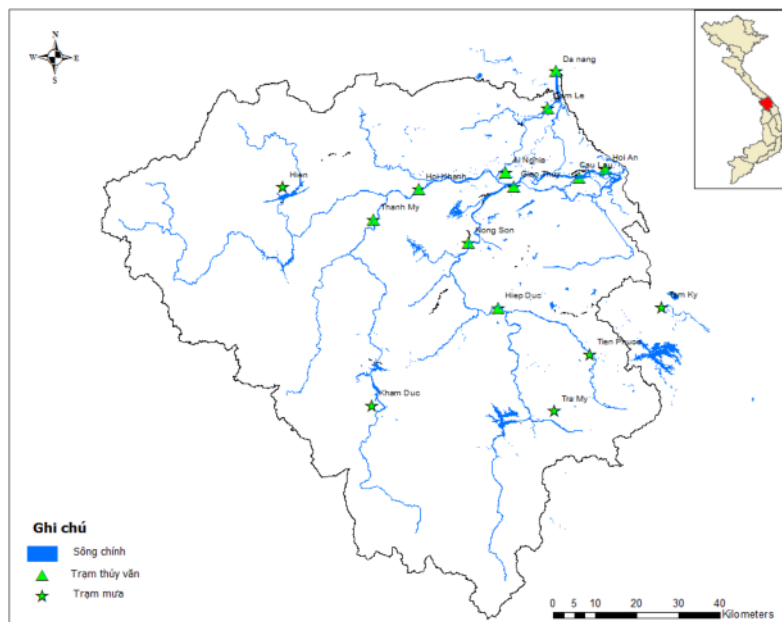 N
W E
S
Da nang
Cam Le
Ai Nghia
Hoi An
Cau Lau
Giao Thuy
Hoi Khanh
Hien
Thanh My
Nong Son
Hiep Duc
Tam Ky
Tien Phuoc
Kham Duc
Tra My
Ghi chú
Sông chính
Trạm thủy văn
Trạm mưa
0 5 10 20 30 40
Kilometers